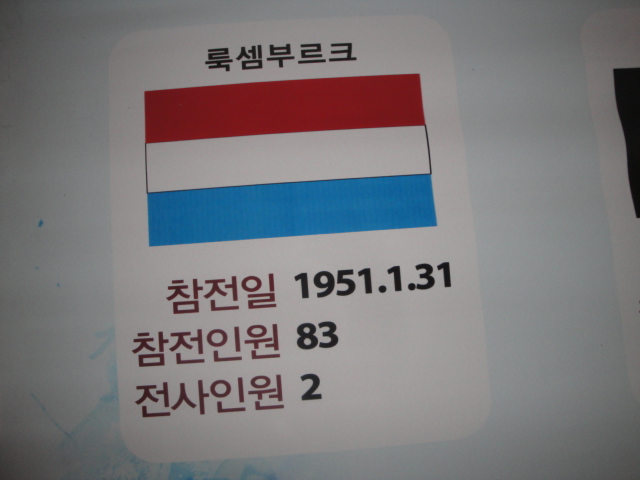 룩셈부르크
참전일 1951.1.31
참전인원 83
전사인원 2